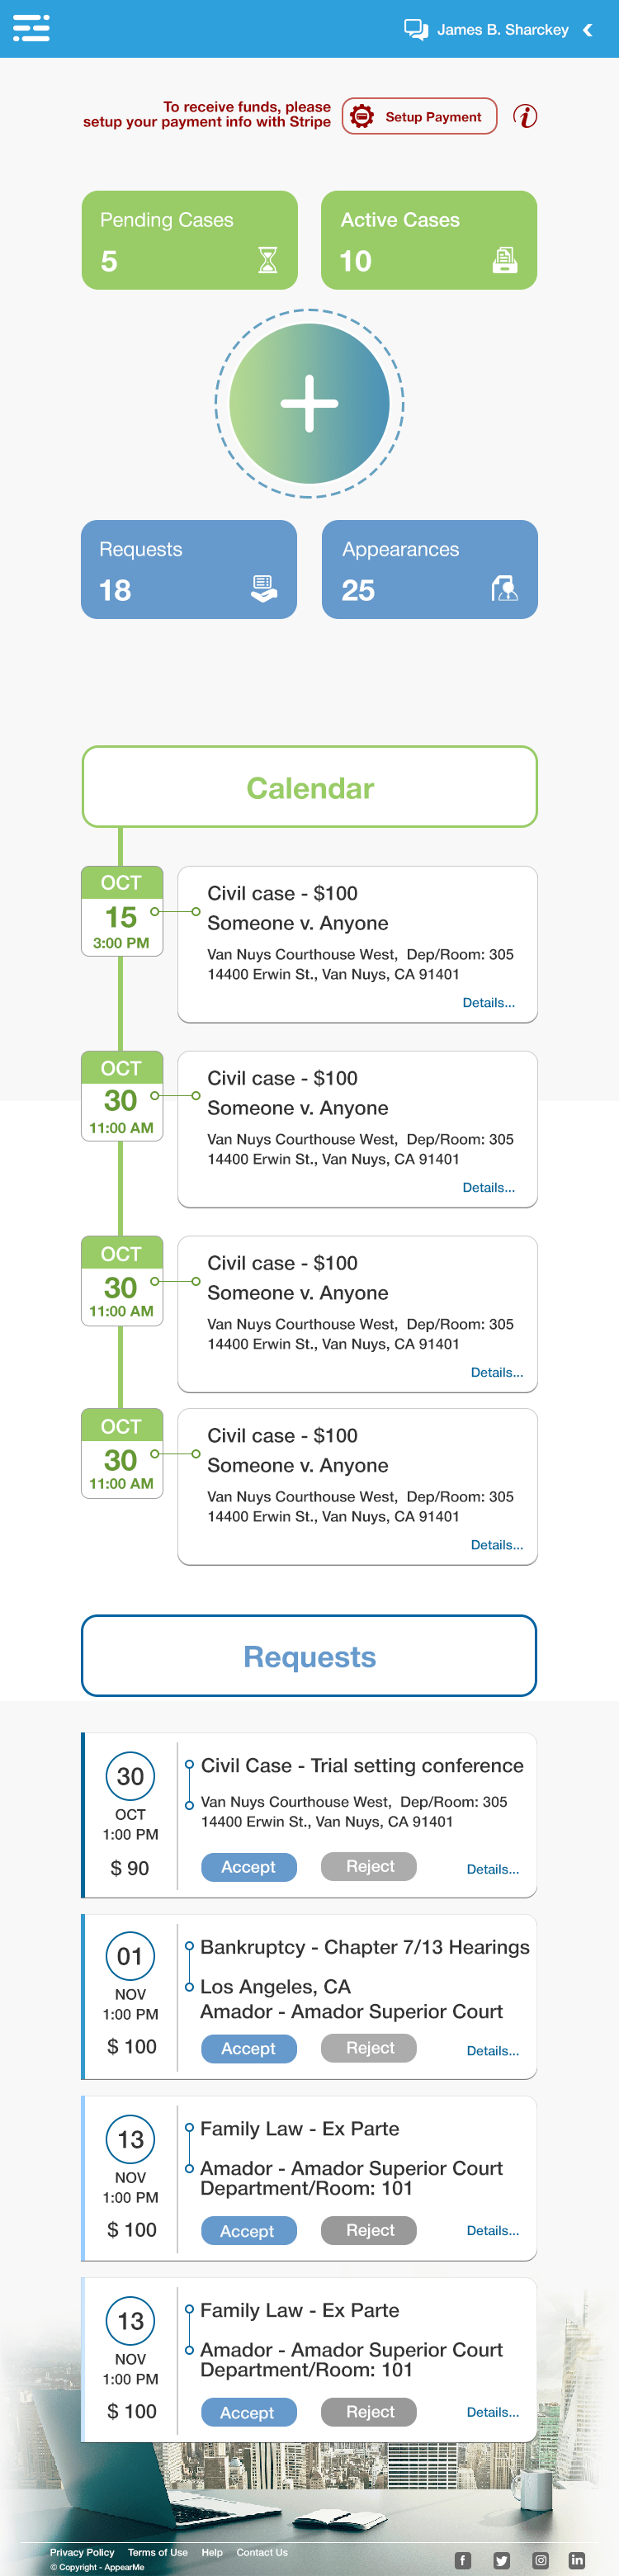 James B. Sharckey
To receive funds, please
setup your payment info with Stripe
Setup Payment
i
Pending Cases
5
Active Cases
10
Requests
18
Appearances
25
Calendar
OCT
15
3:00 PM
Civil case - $100
Someone v. Anyone
Van Nuys Courthouse West, Dep/Room: 305
14400 Erwin St., Van Nuys, CA 91401
Details...
OCT
30
11:00 AM
Civil case - $100
Someone v. Anyone
Van Nuys Courthouse West, Dep/Room: 305
14400 Erwin St., Van Nuys, CA 91401
Details...
OCT
30
11:00 AM
Civil case - $100
Someone v. Anyone
Van Nuys Courthouse West, Dep/Room: 305
14400 Erwin St., Van Nuys, CA 91401
Details...
OCT
30
11:00 AM
Civil case - $100
Someone v. Anyone
Van Nuys Courthouse West, Dep/Room: 305
14400 Erwin St., Van Nuys, CA 91401
Details...
Requests
30
OCT
1:00 PM
$ 90
Civil Case - Trial setting conference
Van Nuys Courthouse West, Dep/Room: 305
14400 Erwin St., Van Nuys, CA 91401
Accept Reject Details...
01
NOV
1:00 PM
$ 100
Bankruptcy - Chapter 7/13 Hearings
Los Angeles, CA
Amador - Amador Superior Court
Accept Reject Details...
13
NOV
1:00 PM
$ 100
Family Law - Ex Parte
Amador - Amador Superior Court
Department/Room: 101
Accept Reject Details...
13
NOV
1:00 PM
$ 100
Family Law - Ex Parte
Amador - Amador Superior Court
Department/Room: 101
Accept Reject Details...
Privacy Policy Terms of Use Help Contact Us
© Copyright - AppearMe
f in